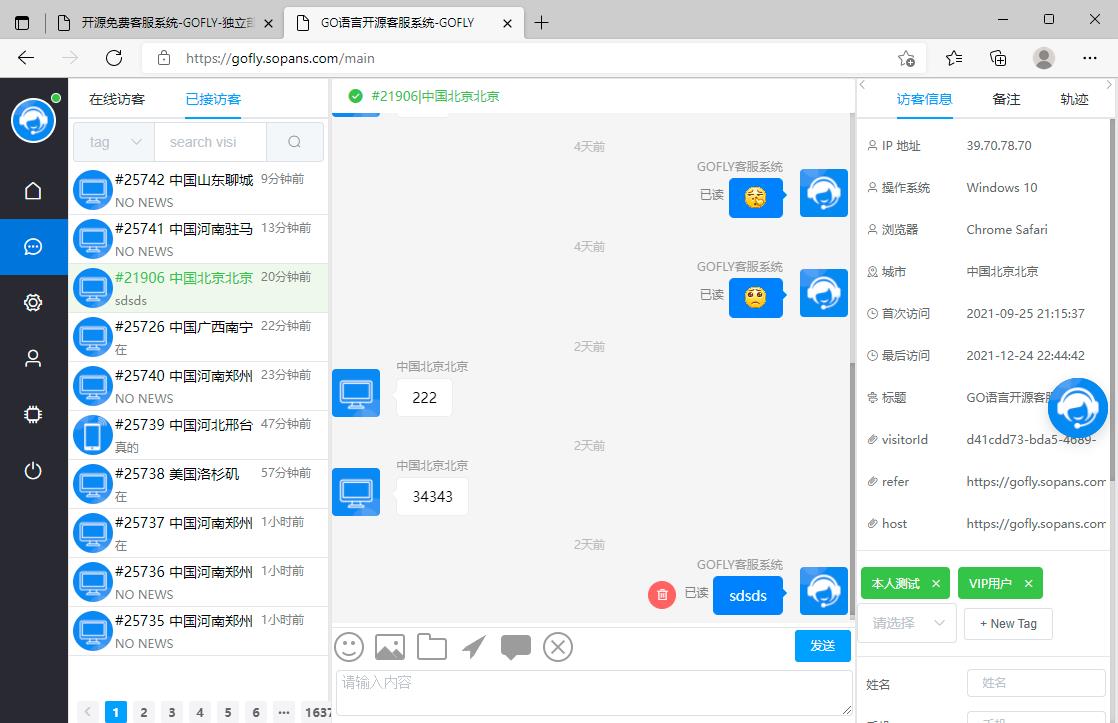 开源免费客服系统-GOFLY-独立
GO语言开源客服系统-GOFLY
https://gofly.sopans.com/main
在线访客
已接访客
tag
search visi
#25742 中国山东聊城 9分钟前
NO NEWS
#25741 中国河南驻马 13分钟前
NO NEWS
#21906 中国北京北京 20分钟前
sdsds
#25726 中国广西南宁 22分钟前
在
#25740 中国河南郑州 23分钟前
NO NEWS
#25739 中国河北邢台 47分钟前
真的
#25738 美国洛杉矶 57分钟前
在
#25737 中国河南郑州 1小时前
在
#25736 中国河南郑州 1小时前
NO NEWS
#25735 中国河南郑州 1小时前
NO NEWS
1 2 3 4 5 6 ··· 1637
#21906|中国北京北京
4天前
GOFLY客服系统
已读
4天前
GOFLY客服系统
已读
2天前
中国北京北京
222
2天前
中国北京北京
34343
2天前
GOFLY客服系统
已读 sdsds
发送
请输入内容
访客信息 备注 轨迹
IP 地址 39.70.78.70
操作系统 Windows 10
浏览器 Chrome Safari
城市 中国北京北京
首次访问 2021-09-25 21:15:37
最后访问 2021-12-24 22:44:42
标题 GO语言开源客
visitorId d41cdd73-bda5-4689-
refer https://gofly.sopans.com
host https://gofly.sopans.com
本人测试 × VIP用户 ×
请选择 + New Tag
姓名 姓名